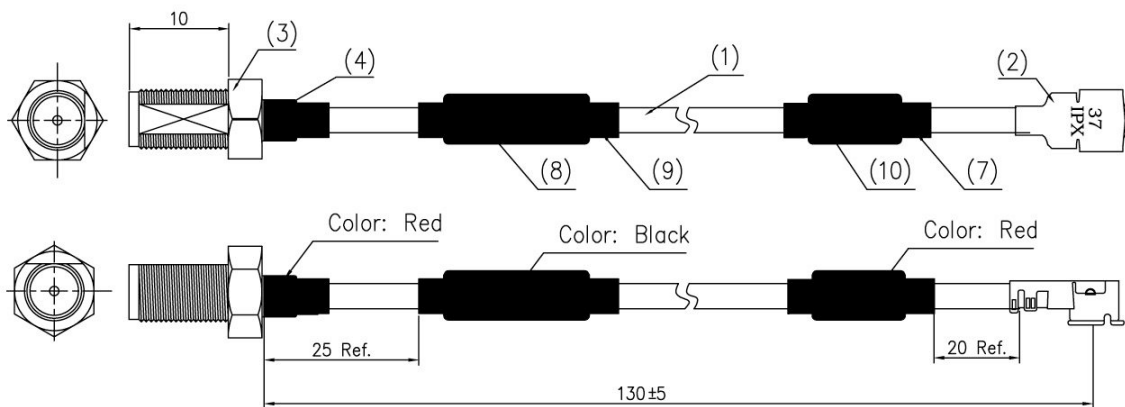 10
(3)
(4)
(1)
(2)
37
IPX
(8)
(9)
(10)
(7)
Color: Red
Color: Black
Color: Red
25 Ref.
20 Ref.
130±5